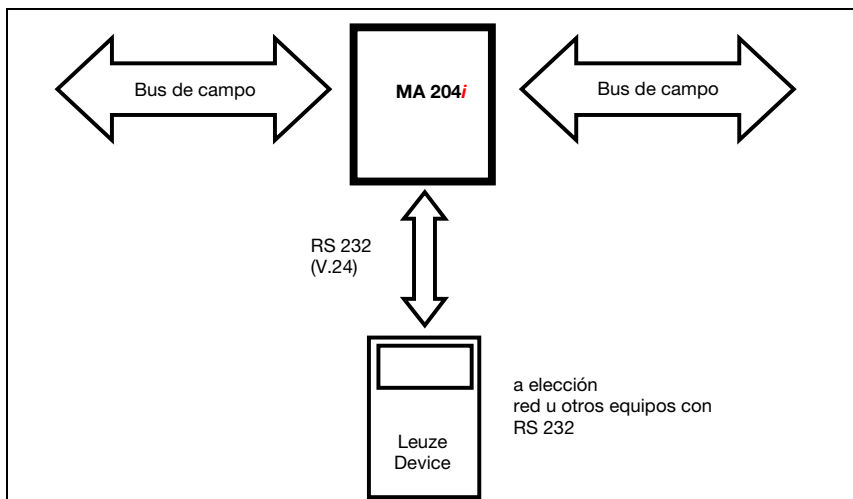 Bus de campo
MA 204i
Bus de campo
RS 232
(V.24)
a elección
red u otros equipos con
RS 232
Leuze
Device